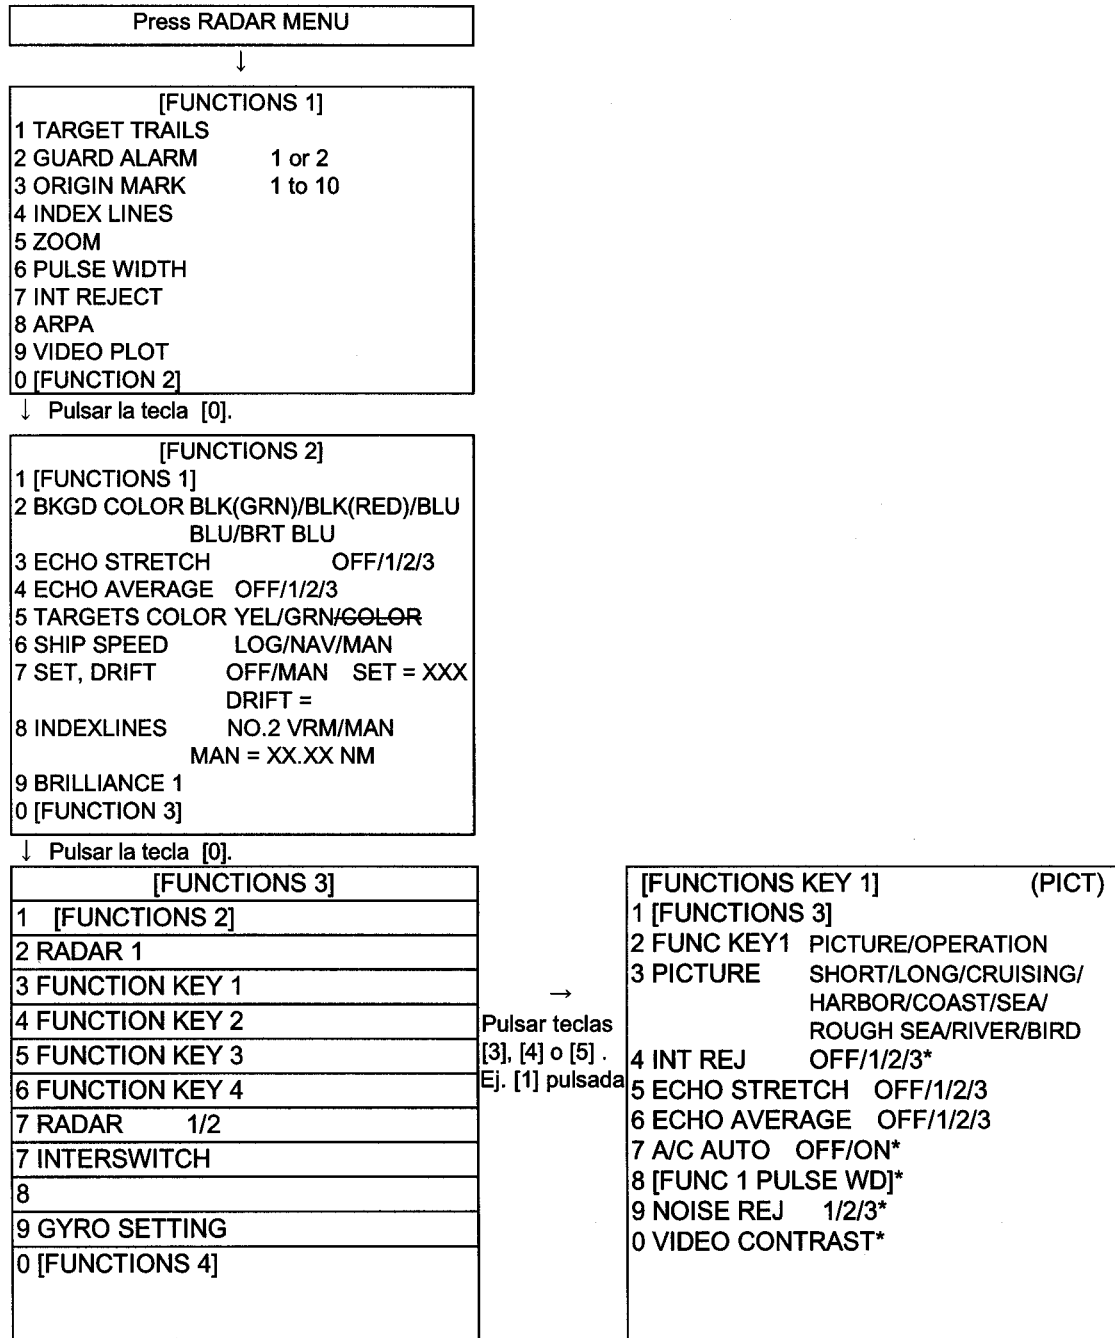 Press RADAR MENU
↓
[FUNCTIONS 1]
1 TARGET TRAILS
2 GUARD ALARM 1 or 2
3 ORIGIN MARK 1 to 10
4 INDEX LINES
5 ZOOM
6 PULSE WIDTH
7 INT REJECT
8 ARPA
9 VIDEO PLOT
0 [FUNCTION 2]
↓ Pulsar la tecla [0].
[FUNCTIONS 2]
1 [FUNCTIONS 1]
2 BKGD COLOR BLK(GRN)/BLK(RED)/BLU
BLU/BRT BLU
3 ECHO STRETCH OFF/1/2/3
4 ECHO AVERAGE OFF/1/2/3
5 TARGETS COLOR YEL/GRN/COLOR
6 SHIP SPEED LOG/NAV/MAN
7 SET, DRIFT OFF/MAN SET = XXX
DRIFT =
8 INDEXLINES NO.2 VRM/MAN
MAN = XX.XX NM
9 BRILLIANCE 1
0 [FUNCTION 3]
↓ Pulsar la tecla [0].
[FUNCTIONS 3]
1 [FUNCTIONS 2]
2 RADAR 1
3 FUNCTION KEY 1
4 FUNCTION KEY 2
5 FUNCTION KEY 3
6 FUNCTION KEY 4
7 RADAR 1/2
7 INTERSWITCH
8
9 GYRO SETTING
0 [FUNCTIONS 4]
→
Pulsar teclas
[3], [4] o [5] .
Ej. [1] pulsada
[FUNCTIONS KEY 1] (PICT)
1 [FUNCTIONS 3]
2 FUNC KEY1 PICTURE/OPERATION
3 PICTURE SHORT/LONG/CRUISING/
HARBOR/COAST/SEA/
ROUGH SEA/RIVER/BIRD
4 INT REJ OFF/1/2/3*
5 ECHO STRETCH OFF/1/2/3
6 ECHO AVERAGE OFF/1/2/3
7 A/C AUTO OFF/ON*
8 [FUNC 1 PULSE WD]*
9 NOISE REJ 1/2/3*
0 VIDEO CONTRAST*